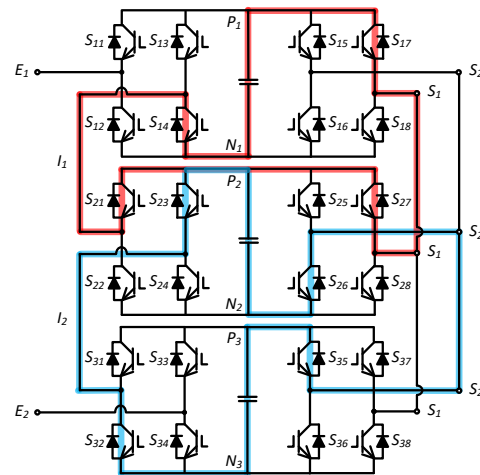 P1
S11 S13 S15 S17
E1 S2
S1
S12 S14 S16 S18
I1 N1
P2
S21 S23 S25 S27
S2
S1
S22 S24 S26 S28
I2 N2
P3
S31 S33 S35 S37
S2
E2 S1
S32 S34 S36 S38
N3